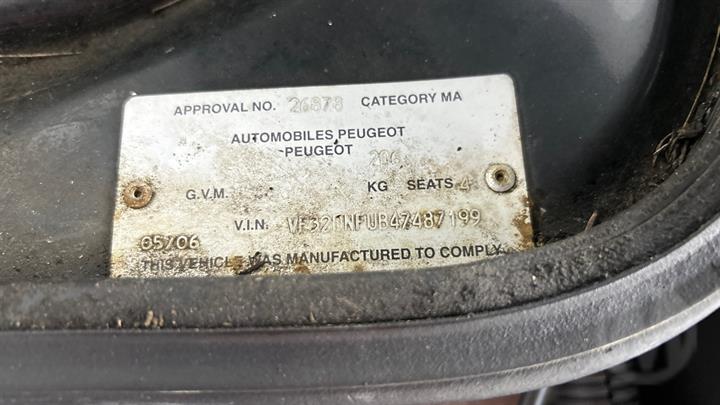 APPROVAL NO. 26878 CATEGORY MA
AUTOMOBILES PEUGEOT
PEUGEOT 206
G.V.M. KG SEATS 4
V.I.N.
05/06
THIS VEHICLE WAS MANUFACTURED TO COMPLY